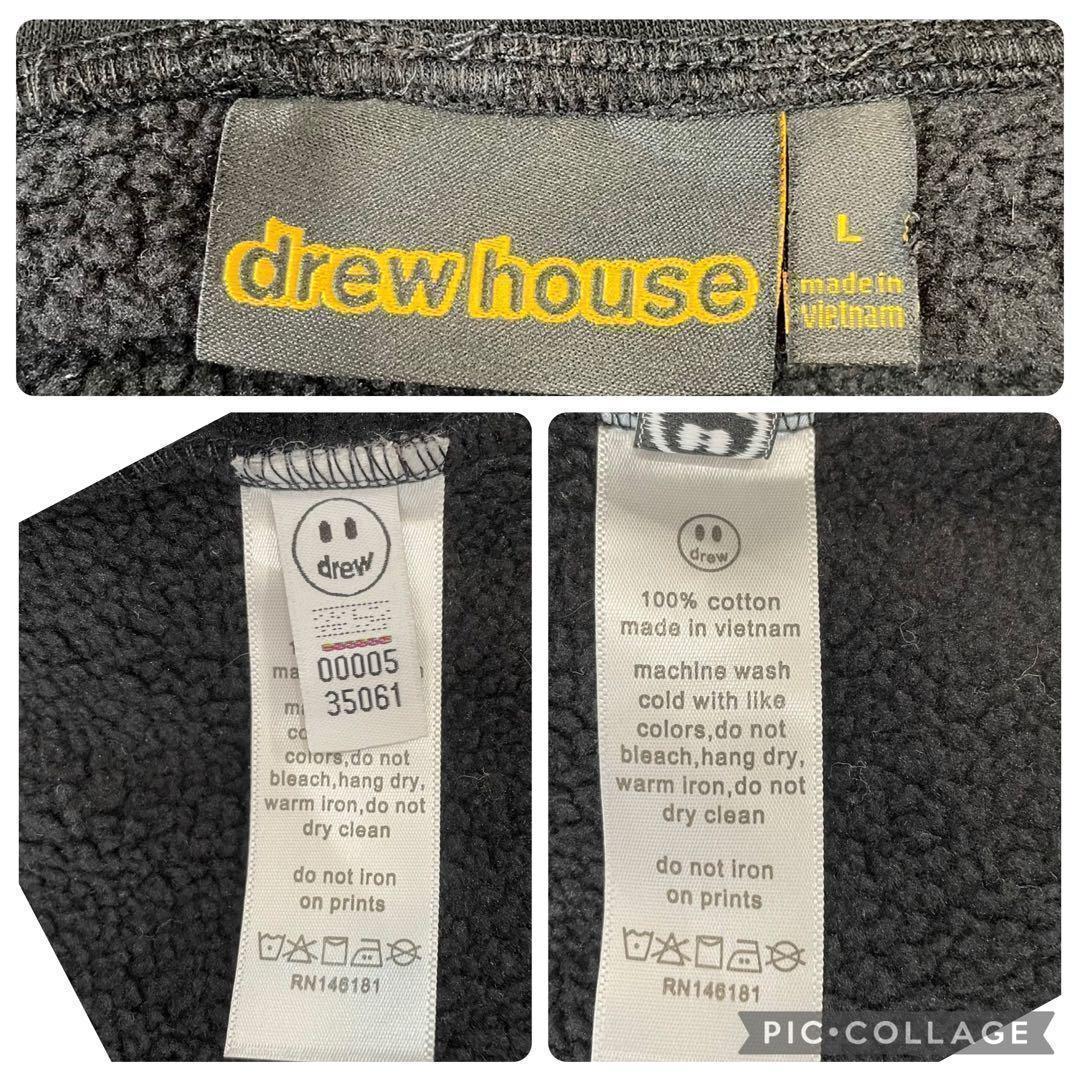 drew house
L
made in
vietnam
drew
00005
35061
ma
colors,do not
bleach,hang dry,
warm iron,do not
dry clean
do not iron
on prints
RN146181
drew
100% cotton
made in vietnam
machine wash
cold with like
colors,do not
bleach,hang dry,
warm iron,do not
dry clean
do not iron
on prints
RN146181
PIC•COLLAGE